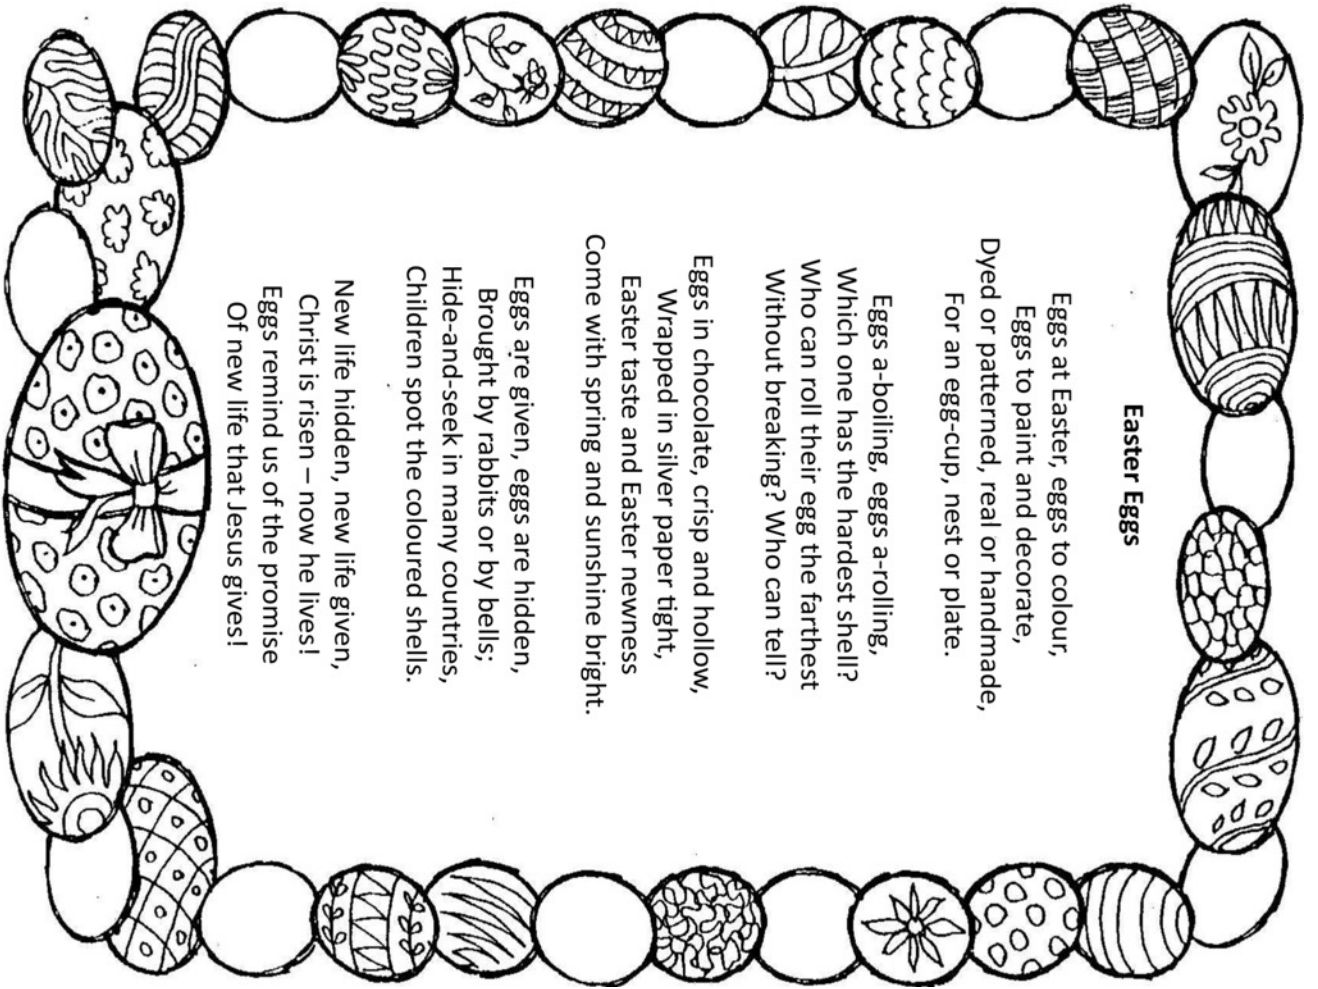 Easter Eggs
Eggs at Easter, eggs to colour,
Eggs to paint and decorate,
Dyed or patterned, real or handmade,
For an egg-cup, nest or plate.
Eggs a-boiling, eggs a-rolling,
Which one has the hardest shell?
Who can roll their egg the farthest
Without breaking? Who can tell?
Eggs in chocolate, crisp and hollow,
Wrapped in silver paper tight,
Easter taste and Easter newness
Come with spring and sunshine bright.
Eggs are given, eggs are hidden,
Brought by rabbits or by bells;
Hide-and-seek in many countries,
Children spot the coloured shells.
New life hidden, new life given,
Christ is risen – now he lives!
Eggs remind us of the promise
Of new life that Jesus gives!